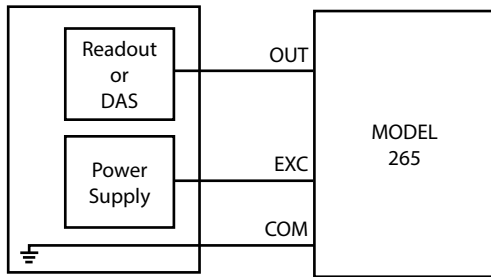 Readout
or
DAS
OUT
MODEL
265
Power
Supply
EXC
COM